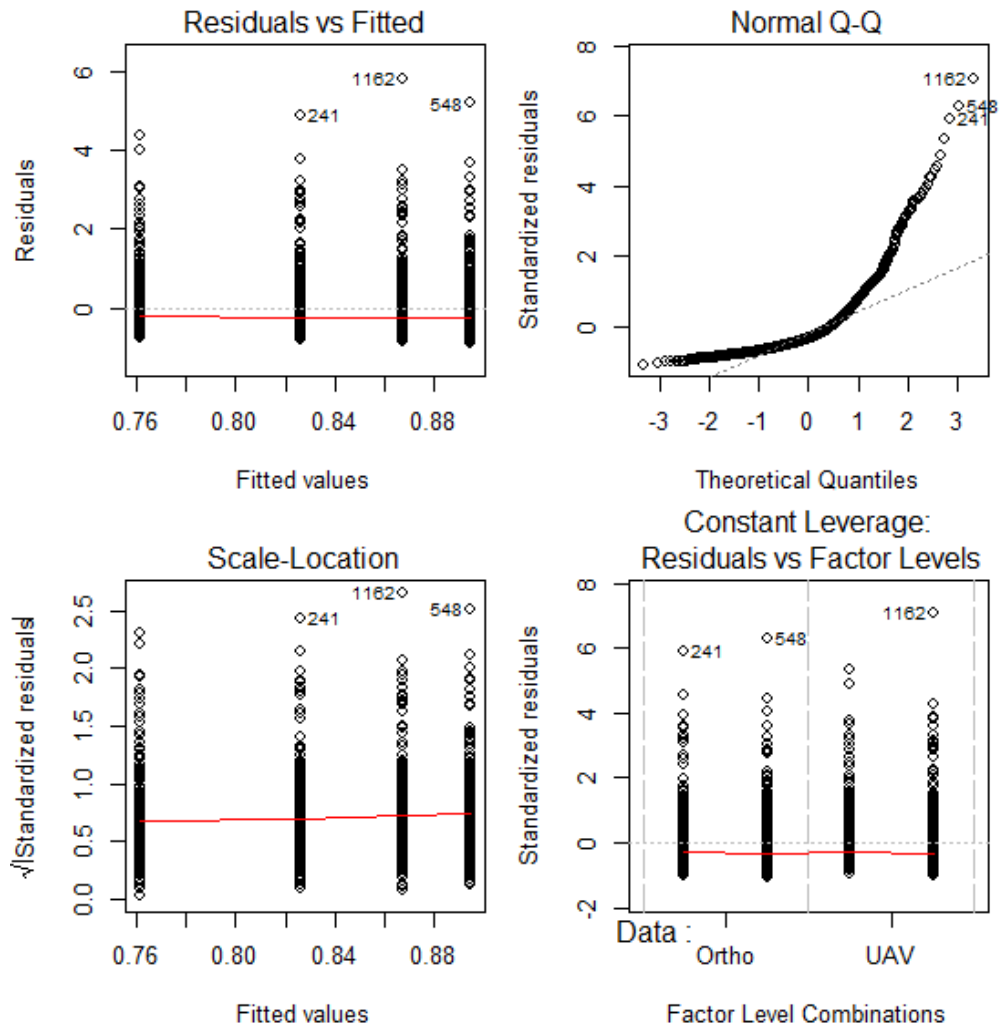 Residuals vs Fitted
Residuals
6
4
2
0
1162
548
241
0.76 0.80 0.84 0.88
Fitted values
Normal Q-Q
Standardized residuals
8
6
4
2
0
1162
548
241
-3 -2 -1 0 1 2 3
Theoretical Quantiles
Scale-Location
√|Standardized residuals|
2.5
2.0
1.5
1.0
0.5
0.0
1162
548
241
0.76 0.80 0.84 0.88
Fitted values
Constant Leverage:
Residuals vs Factor Levels
Standardized residuals
8
6
4
2
0
-2
1162
548
241
Data :
Ortho UAV
Factor Level Combinations